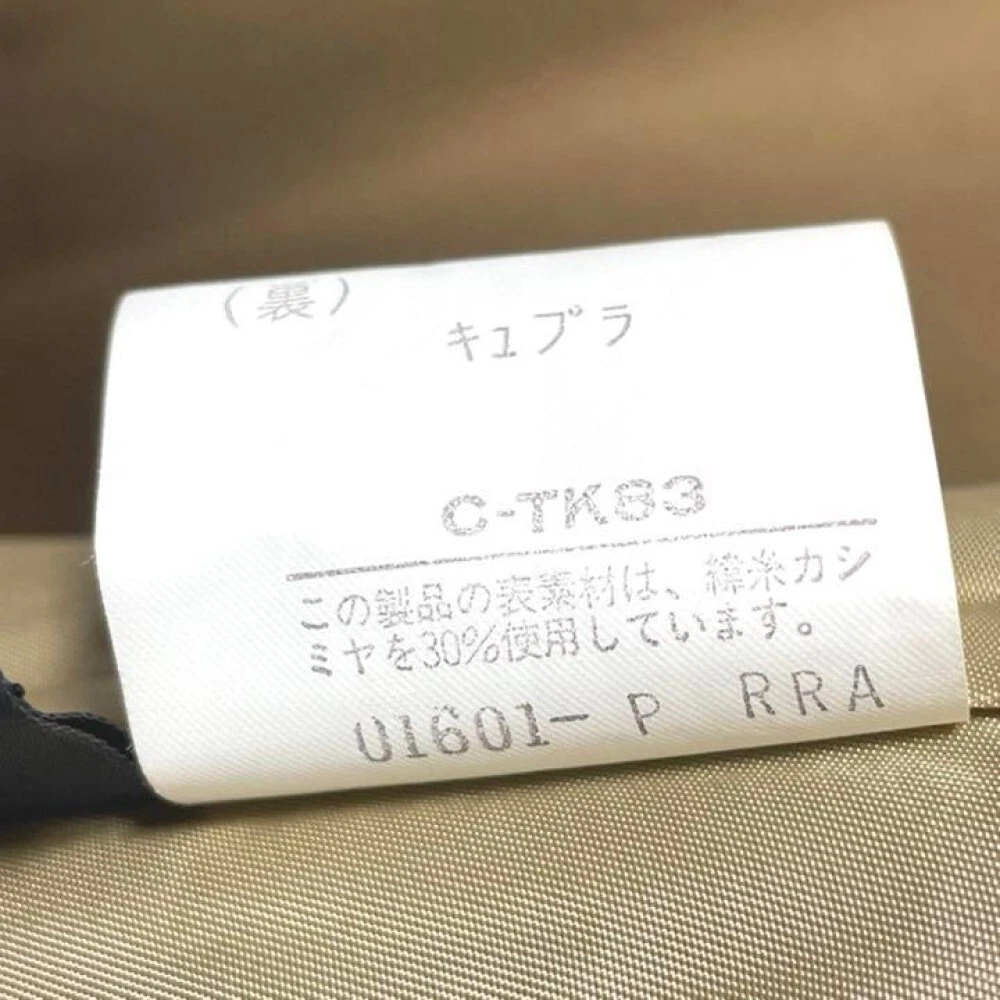 (裏)
キュプラ
C-TK83
この製品の表素材は、緯糸カシ
ミヤを30%使用しています。
01601- P RRA